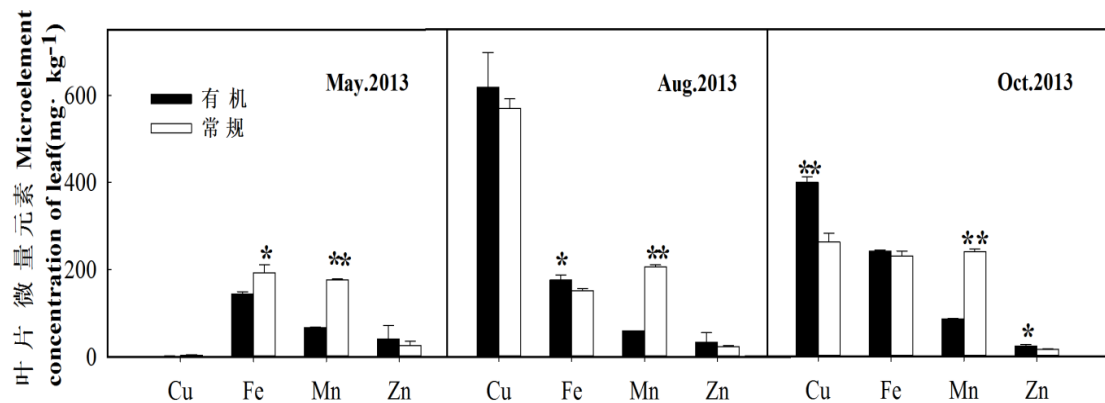 叶片 微量元素 Microelement
concentration of leaf(mg· kg-1)
600
400
200
0
有机
常规
May.2013
* **
Cu Fe Mn Zn
Aug.2013
* **
Cu Fe Mn Zn
Oct.2013
** ** *
Cu Fe Mn Zn